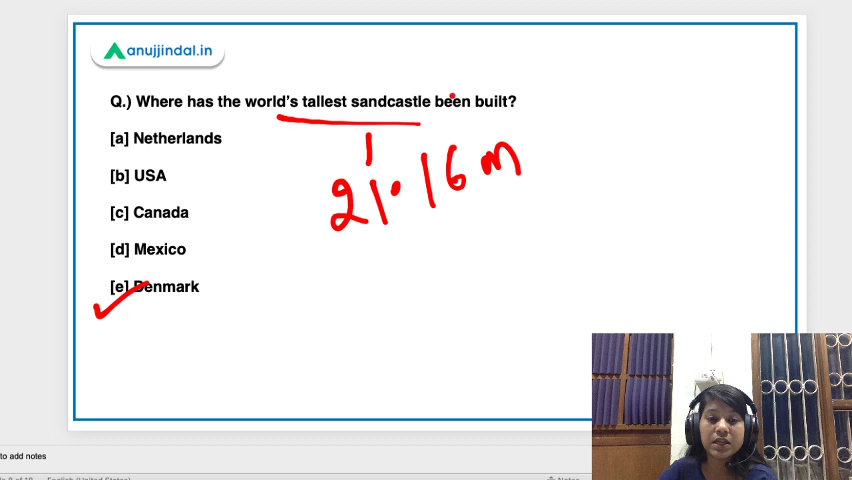 anujjindal.in
Q.) Where has the world's tallest sandcastle been built?
[a] Netherlands
21.16 m
[b] USA
[c] Canada
[d] Mexico
[e] Denmark
to add notes
English (United States)
Notes